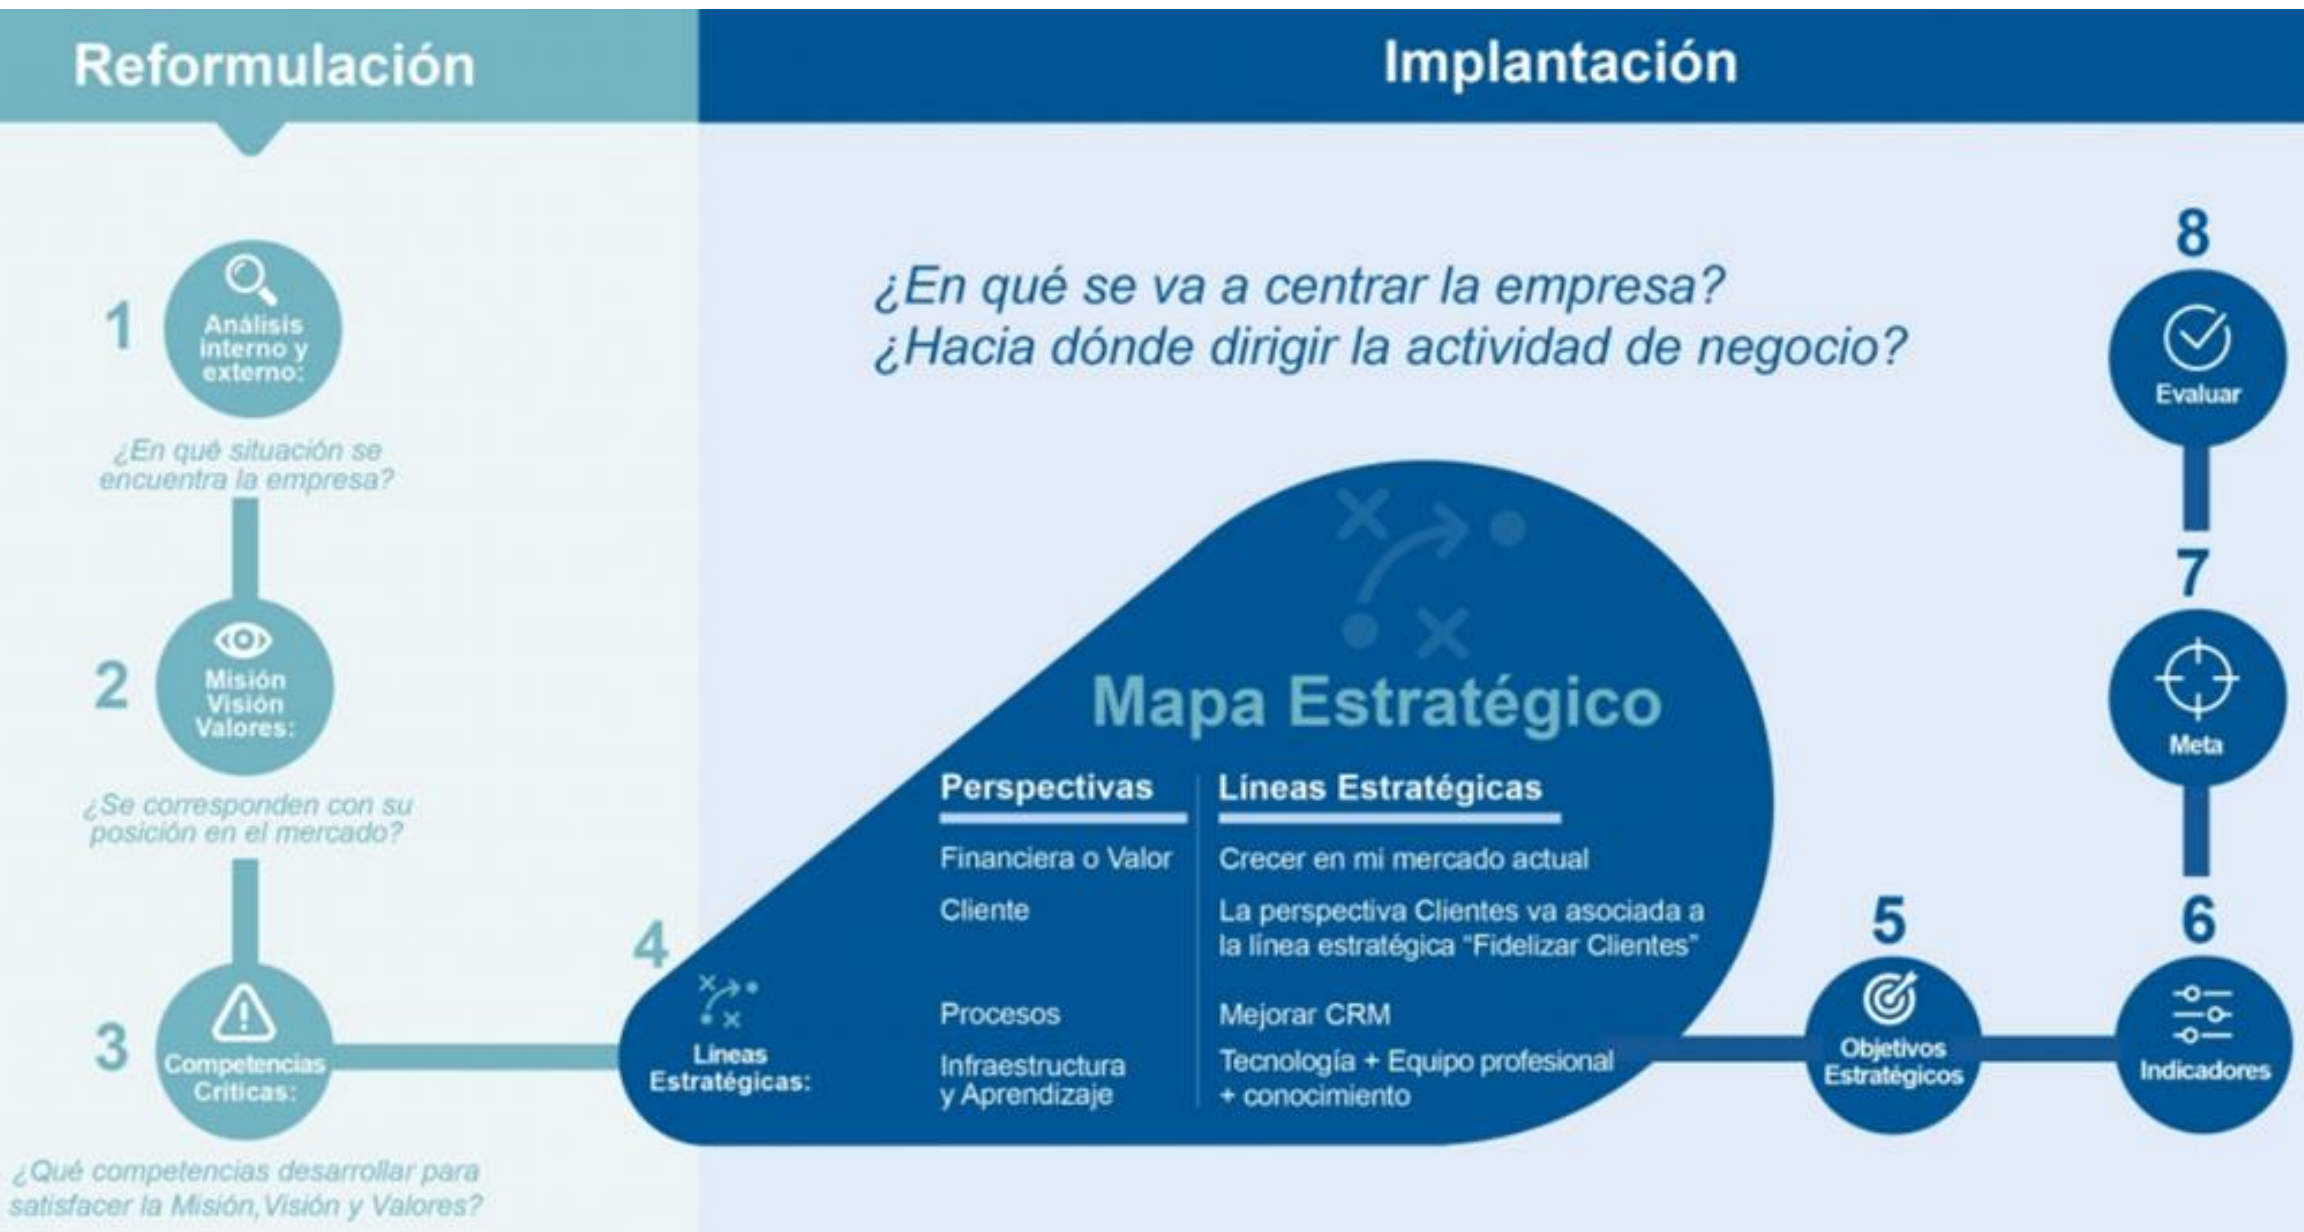 Reformulación
Implantación
1
Análisis
interno y
externo:
¿En qué situación se
encuentra la empresa?
2
Misión
Visión
Valores:
¿Se corresponden con su
posición en el mercado?
3
Competencias
Críticas:
¿Qué competencias desarrollar para
satisfacer la Misión, Visión y Valores?
4
Líneas
Estratégicas:
¿En qué se va a centrar la empresa?
¿Hacia dónde dirigir la actividad de negocio?
Mapa Estratégico
Perspectivas
Líneas Estratégicas
Financiera o Valor
Crecer en mi mercado actual
Cliente
La perspectiva Clientes va asociada a
la línea estratégica "Fidelizar Clientes"
Procesos
Mejorar CRM
Infraestructura
y Aprendizaje
Tecnología + Equipo profesional
+ conocimiento
5
Objetivos
Estratégicos
6
Indicadores
7
Meta
8
Evaluar